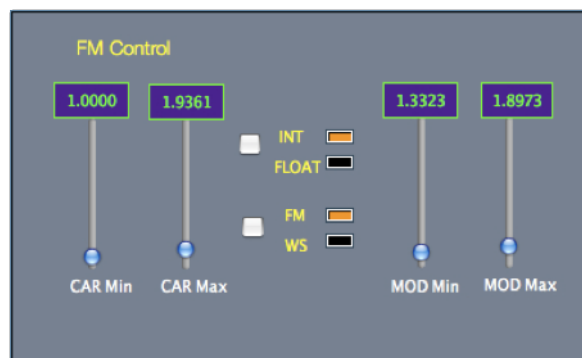 FM Control
1.0000 1.9361 1.3323 1.8973
INT
FLOAT
FM
WS
CAR Min CAR Max MOD Min MOD Max